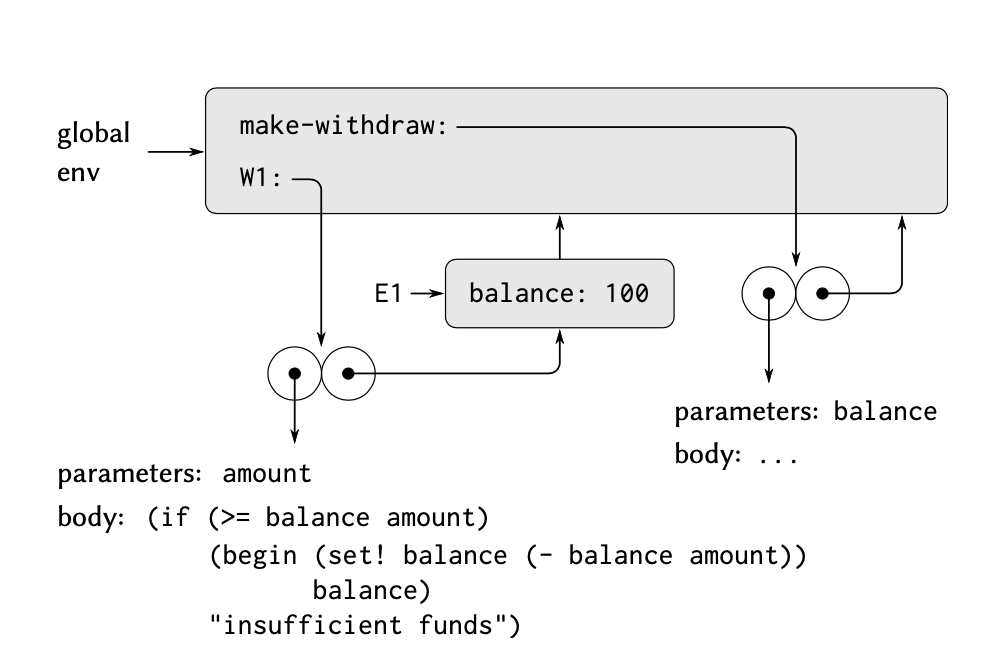 global
env
make-withdraw:
W1:
E1
balance: 100
parameters: balance
body: ...
parameters: amount
body: (if (>= balance amount)
(begin (set! balance (- balance amount))
balance)
"insufficient funds")